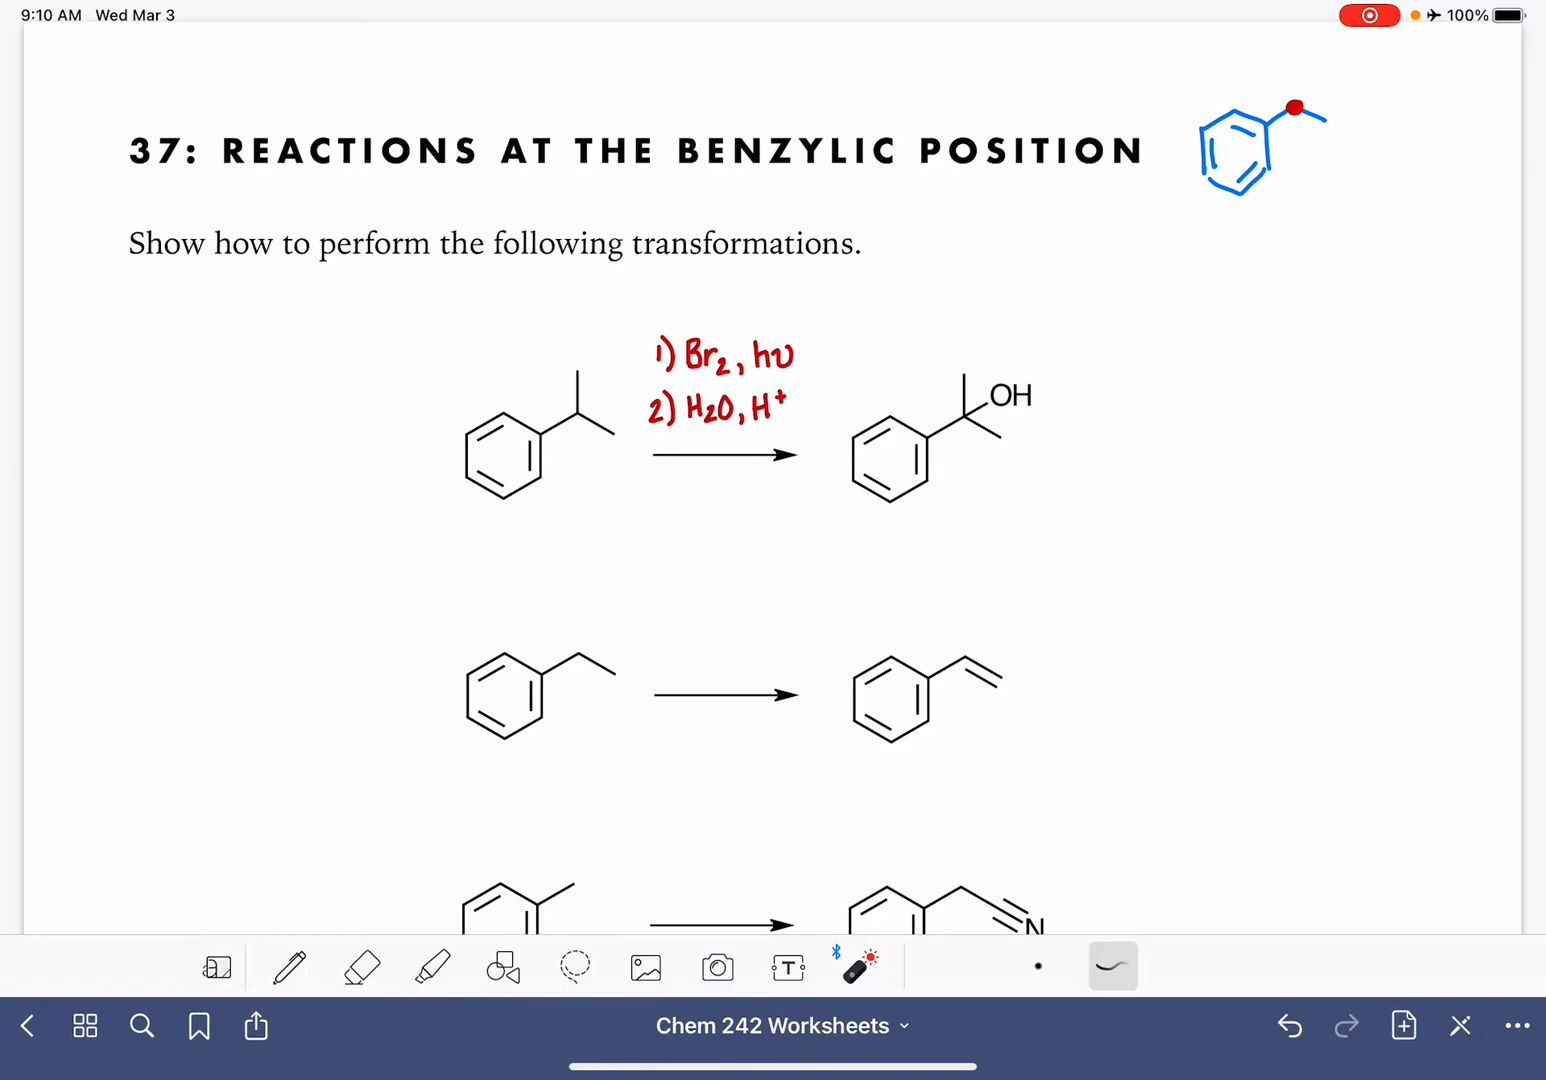 9:10 AM Wed Mar 3
100%
37: REACTIONS AT THE BENZYLIC POSITION
Show how to perform the following transformations.
1) Br₂, hν
2) H₂O, H⁺
OH
N
T
Chem 242 Worksheets